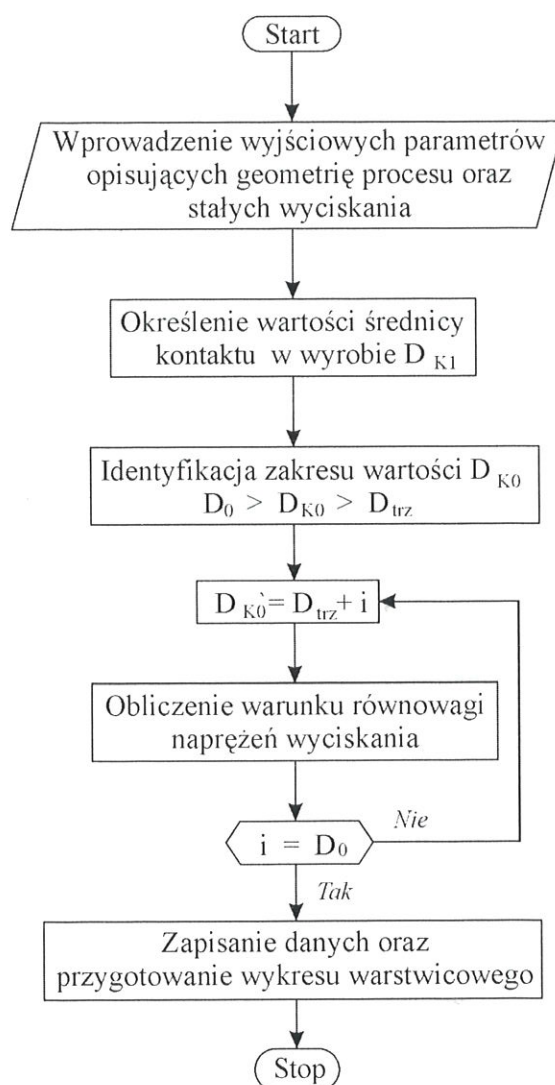 Start
Wprowadzenie wyjściowych parametrów
opisujących geometrię procesu oraz
stałych wyciskania
Określenie wartości średnicy
kontaktu w wyrobie D K1
Identyfikacja zakresu wartości D K0
D0 > DK0 > Dtrz
D K0`= Dtrz + i
Obliczenie warunku równowagi
naprężeń wyciskania
i = D0
Nie
Tak
Zapisanie danych oraz
przygotowanie wykresu warstwicowego
Stop